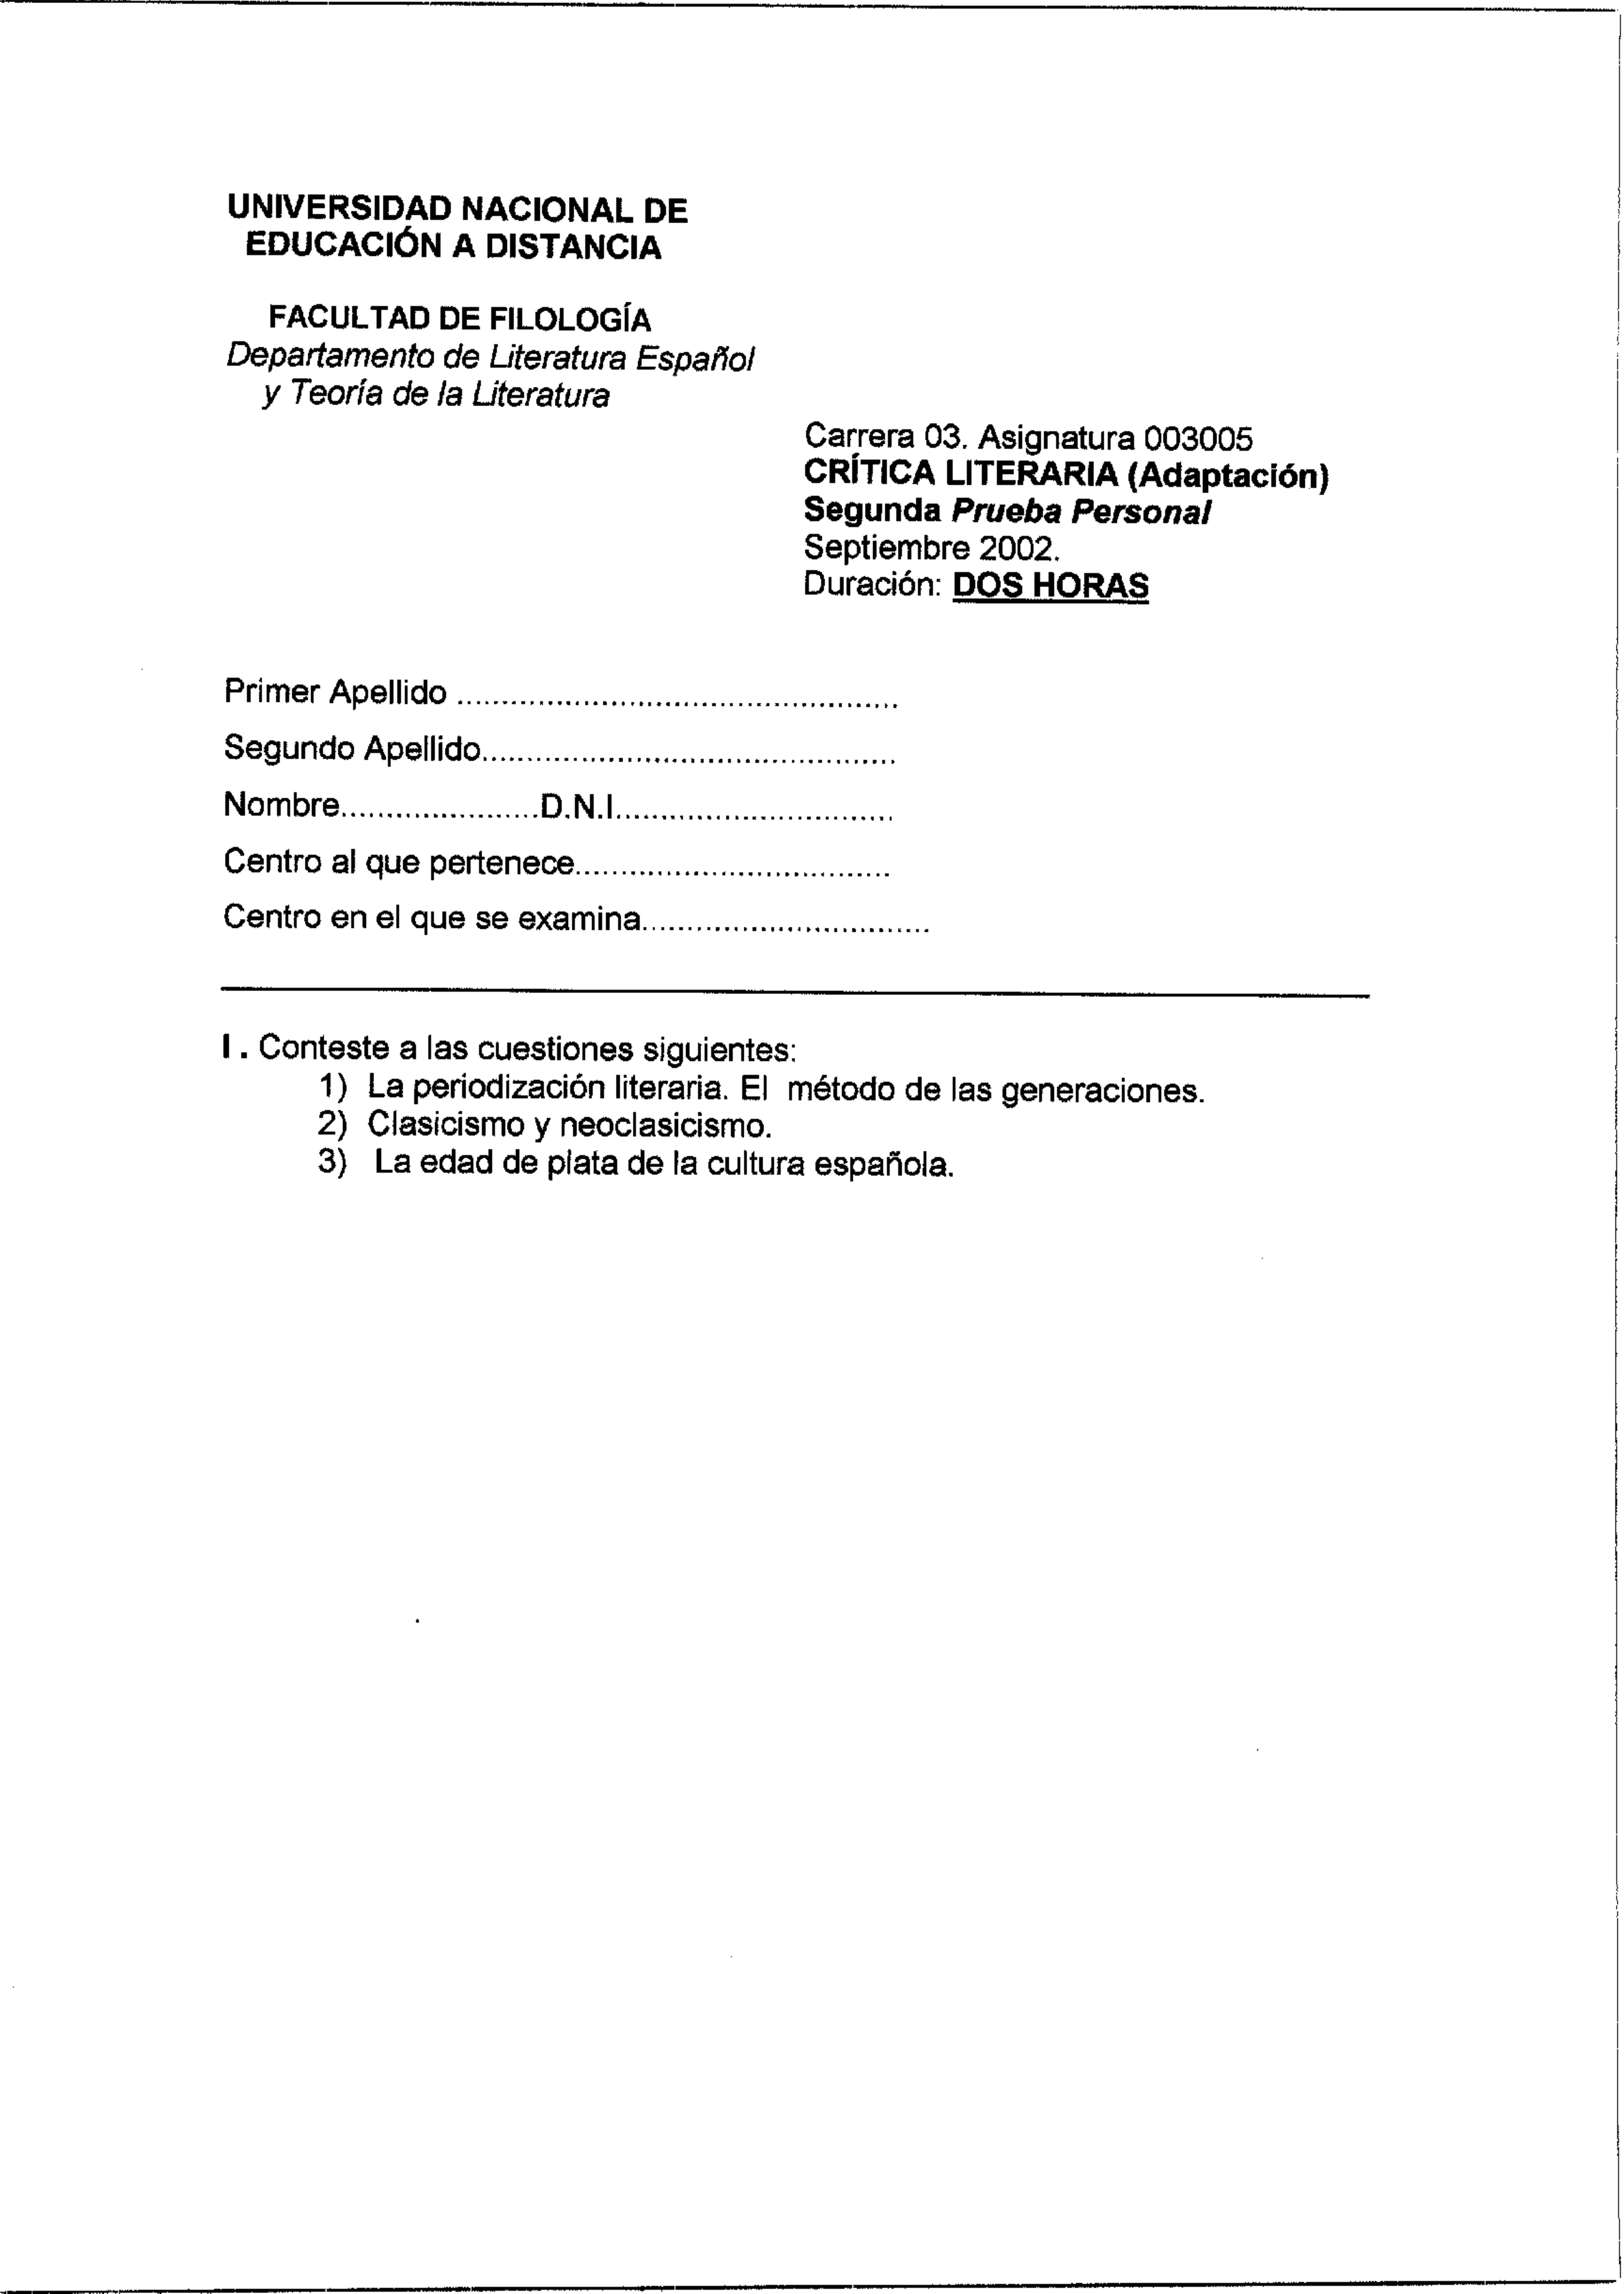 UNIVERSIDAD NACIONAL DE
EDUCACIÓN A DISTANCIA
FACULTAD DE FILOLOGÍA
Departamento de Literatura Español
y Teoría de la Literatura
Carrera 03. Asignatura 003005
CRÍTICA LITERARIA (Adaptación)
Segunda Prueba Personal
Septiembre 2002.
Duración: DOS HORAS
Primer Apellido ................................................
Segundo Apellido.............................................
Nombre.....................D.N.I..............................
Centro al que pertenece..................................
Centro en el que se examina...............................
I . Conteste a las cuestiones siguientes:
1) La periodización literaria. El método de las generaciones.
2) Clasicismo y neoclasicismo.
3) La edad de plata de la cultura española.